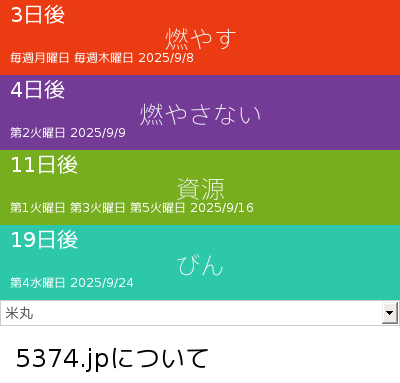 3日後
燃やす
毎週月曜日 毎週木曜日 2025/9/8
4日後
燃やさない
第2火曜日 2025/9/9
11日後
資源
第1火曜日 第3火曜日 第5火曜日 2025/9/16
19日後
びん
第4水曜日 2025/9/24
米丸
5374.jpについて